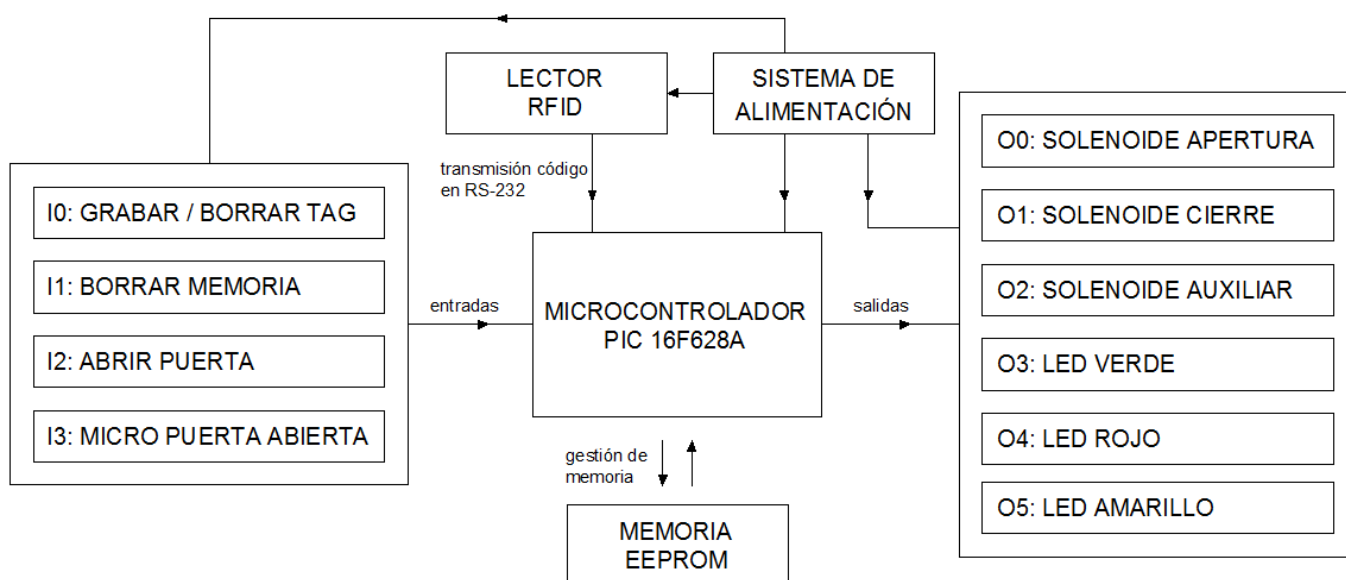 LECTOR
RFID
SISTEMA DE
ALIMENTACIÓN
transmisión código
en RS-232
I0: GRABAR / BORRAR TAG
I1: BORRAR MEMORIA
I2: ABRIR PUERTA
I3: MICRO PUERTA ABIERTA
entradas
MICROCONTROLADOR
PIC 16F628A
salidas
O0: SOLENOIDE APERTURA
O1: SOLENOIDE CIERRE
O2: SOLENOIDE AUXILIAR
O3: LED VERDE
O4: LED ROJO
O5: LED AMARILLO
gestión de
memoria
MEMORIA
EEPROM